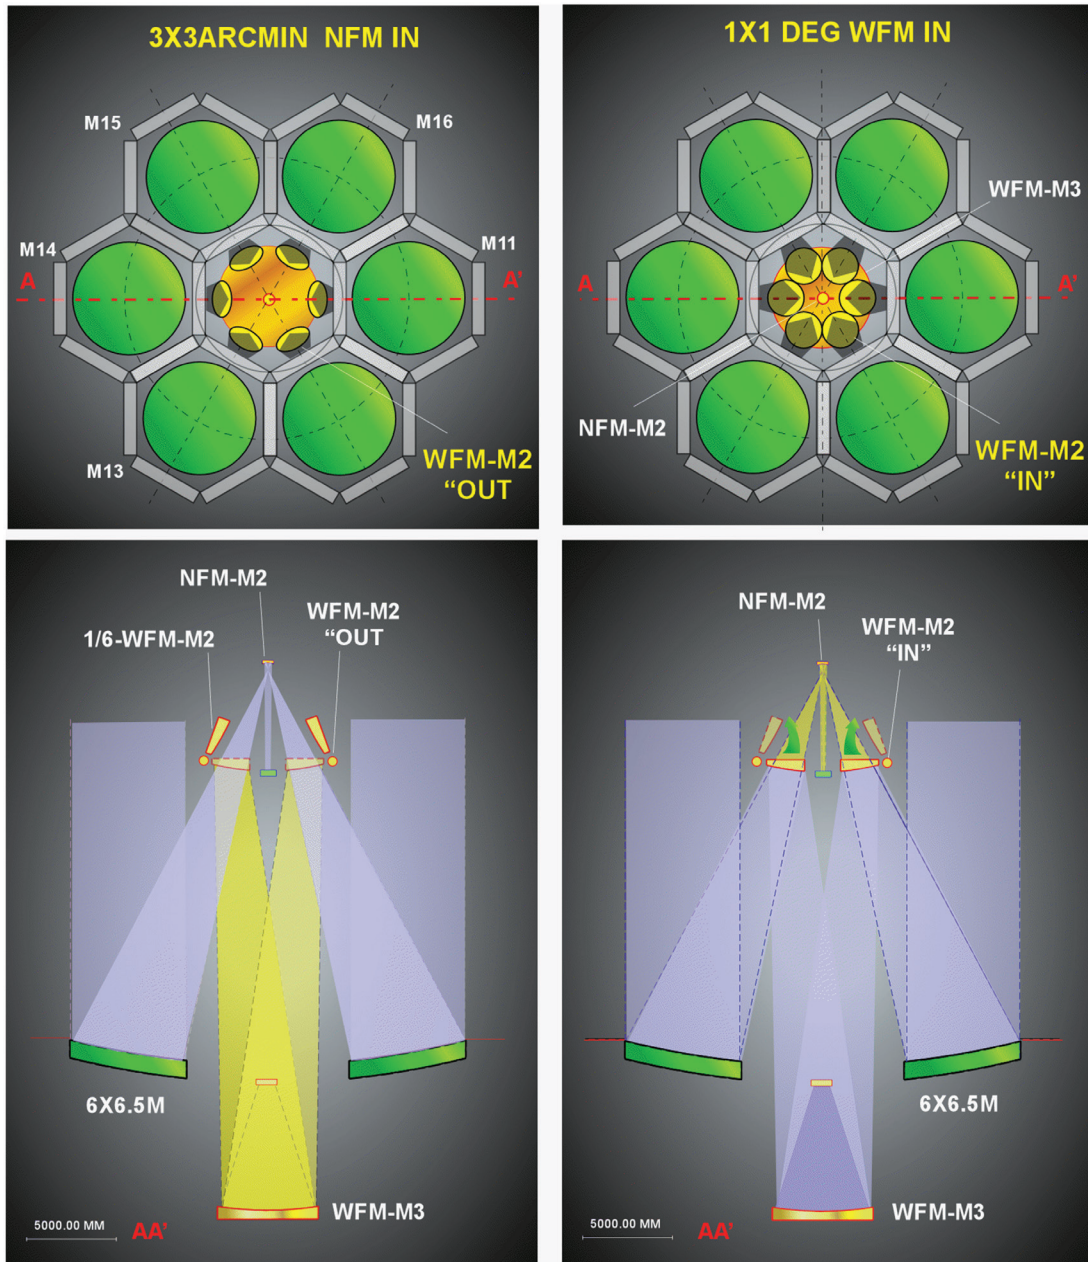 3X3ARCMIN NFM IN
M15
M16
M14
M11
A
A'
M13
WFM-M2
“OUT
1X1 DEG WFM IN
WFM-M3
A
A'
NFM-M2
WFM-M2
“IN”
NFM-M2
1/6-WFM-M2
WFM-M2
“OUT
6X6.5M
WFM-M3
5000.00 MM
AA'
NFM-M2
WFM-M2
“IN”
6X6.5M
WFM-M3
5000.00 MM
AA'